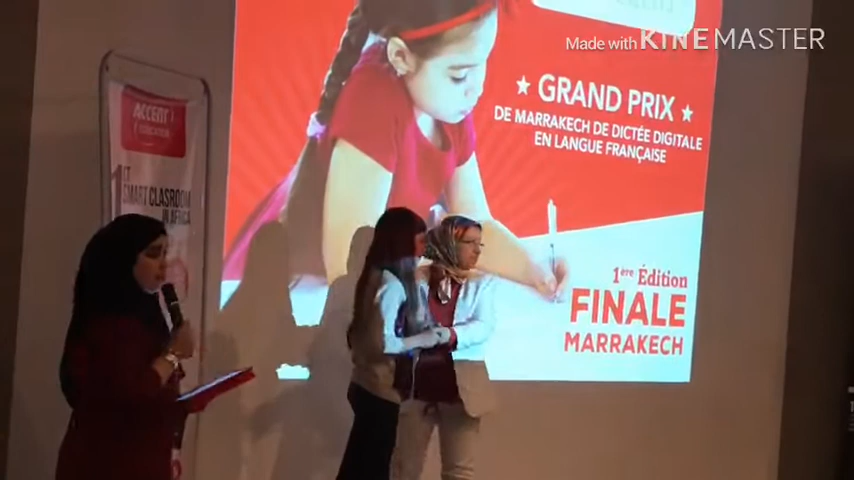 Made with KINEMASTER
GRAND PRIX
DE MARRAKECH DE DICTÉE DIGITALE
EN LANGUE FRANÇAISE
1ère Édition
FINALE
MARRAKECH
ACCENT
1
SMART CLASROOM
IN AFRICA